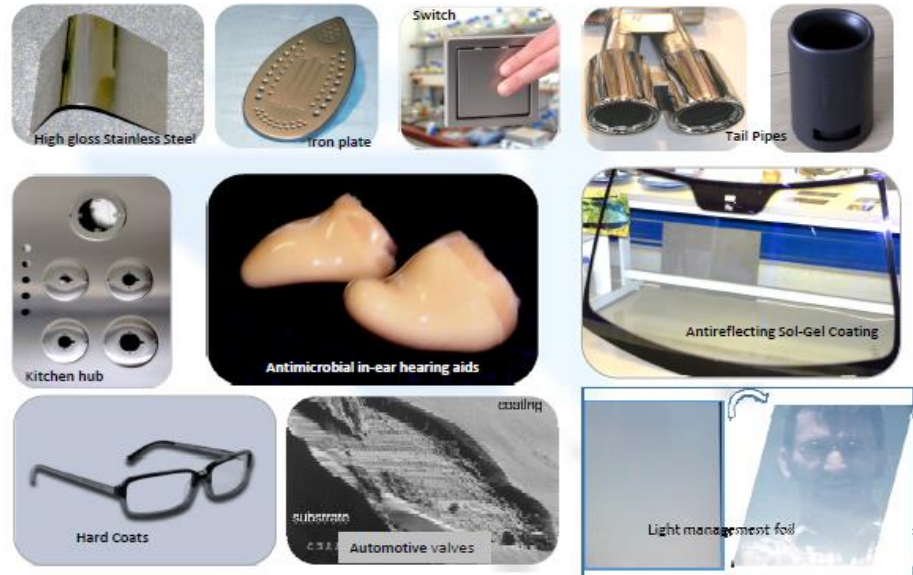 Switch
High gloss Stainless Steel
Iron plate
Tail Pipes
Kitchen hub
Antimicrobial in-ear hearing aids
Antireflecting Sol-Gel Coating
Hard Coats
coating
substrate
Automotive valves
Light management foil